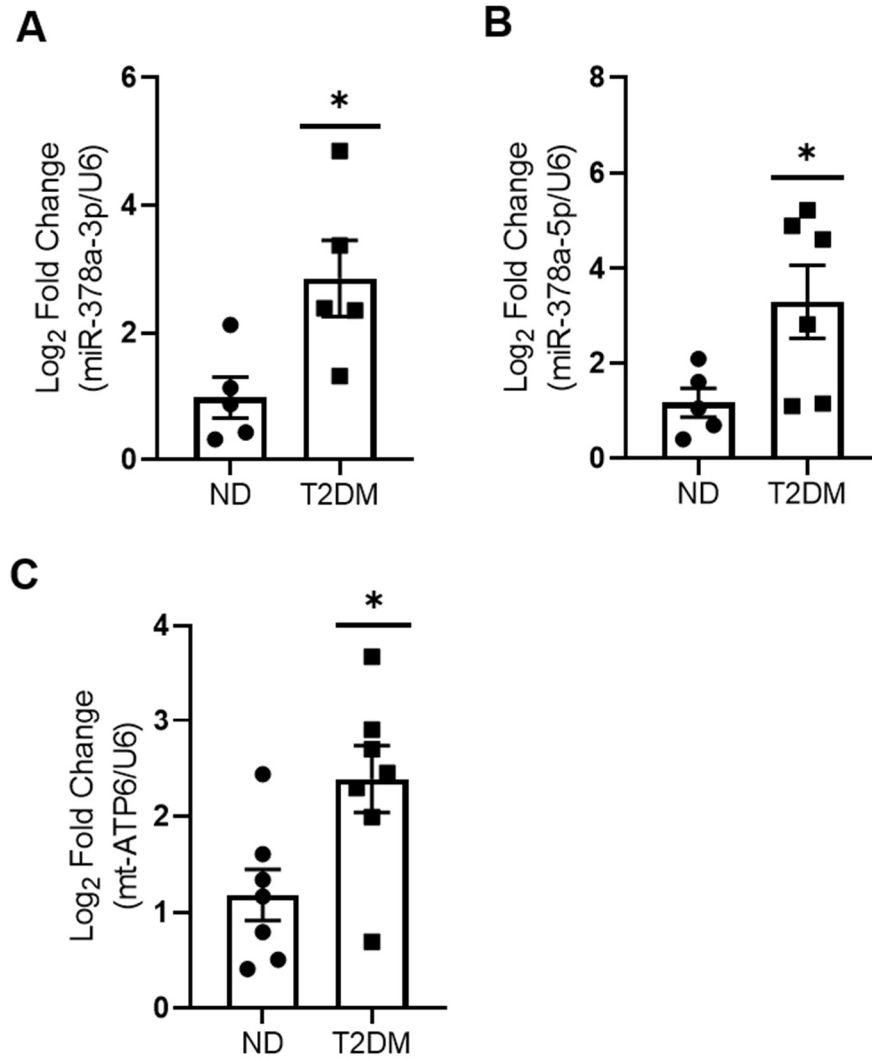 A
Log2 Fold Change
(miR-378a-3p/U6)
6
4
2
0
*
ND
T2DM
B
Log2 Fold Change
(miR-378a-5p/U6)
8
6
4
2
0
*
ND
T2DM
C
Log2 Fold Change
(mt-ATP6/U6)
4
3
2
1
0
*
ND
T2DM